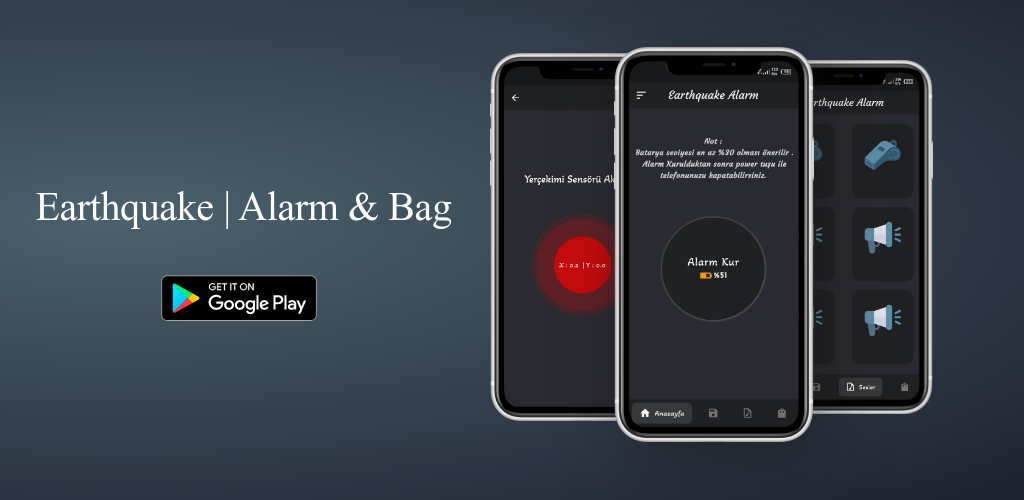 Earthquake | Alarm & Bag
GET IT ON
Google Play
Yerçekimi Sensörü Ak
X : 0.2 | Y : 0.0
Earthquake Alarm
Not :
Batarya seviyesi en az %30 olması önerilir .
Alarm Kurulduktan sonra power tuşu ile
telefonunuzu kapatabilirsiniz.
Alarm Kur
%51
Anasayfa
rthquake Alarm
Sesler